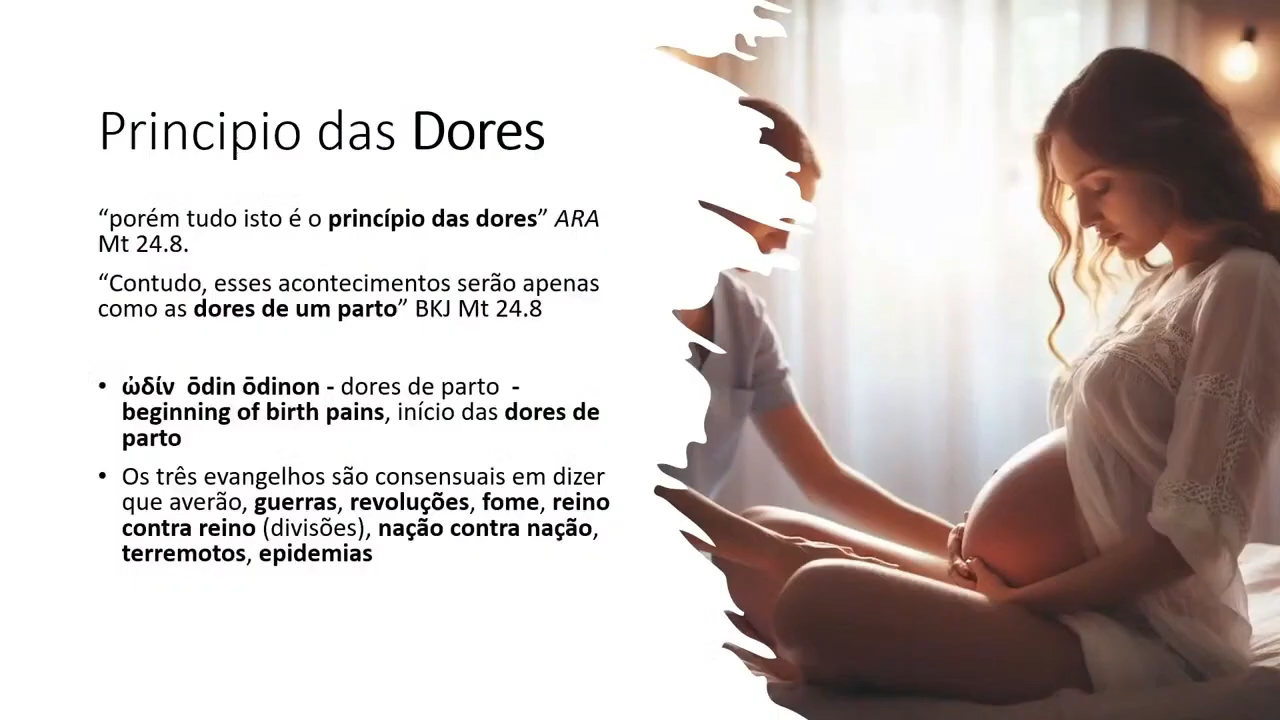 Principio das Dores
“porém tudo isto é o princípio das dores” ARA
Mt 24.8.
“Contudo, esses acontecimentos serão apenas
como as dores de um parto” BKJ Mt 24.8
• ὠδίν ōdin ōdinon - dores de parto -
beginning of birth pains, início das dores de
parto
• Os três evangelhos são consensuais em dizer
que averão, guerras, revoluções, fome, reino
contra reino (divisões), nação contra nação,
terremotos, epidemias